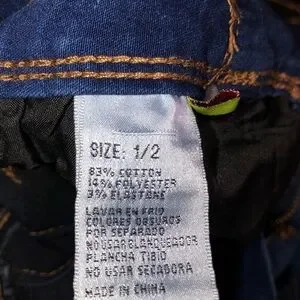 SIZE: 1/2
83% COTTON
14% POLYESTER
3% ELASTANE
LAVAR EN FRIO
COLORES OBSUROS
POR SEPARADO
NO USAR BLANQUEADOR
PLANCHA TIBIO
NO USAR SECADORA
MADE IN CHINA